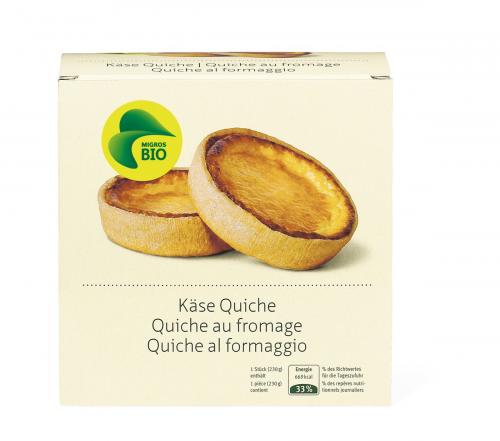 Käse Quiche | Quiche au fromage
Quiche al formaggio
MIGROS
BIO
Käse Quiche
Quiche au fromage
Quiche al formaggio
1 Stück (230g)
enthält
1 pièce (230g)
contient
Energie
669kcal
33%
% des Richtwertes
für die Tageszufuhr
% des repères nutri-
tionnels journaliers